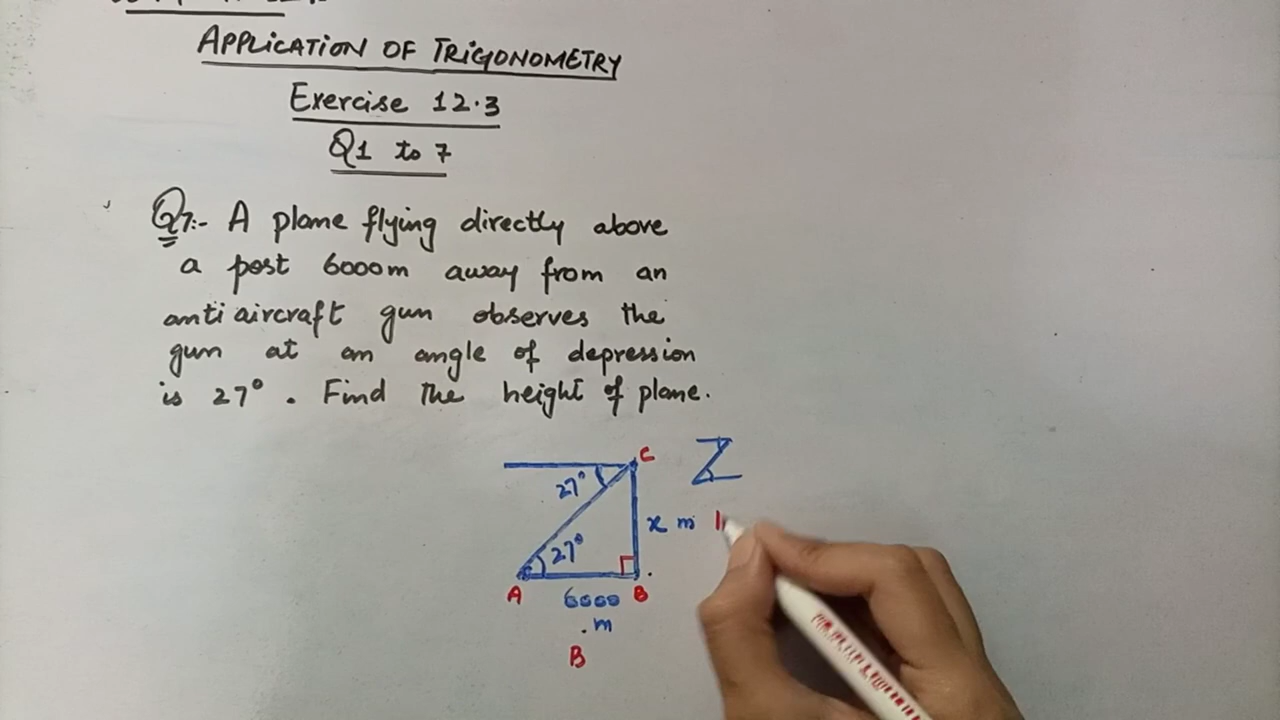 APPLICATION OF TRIGONOMETRY
Exercise 12.3
Q1 to 7
Q7:- A plane flying directly above
a post 6000m away from an
anti aircraft gun observes the
gun at an angle of depression
is 27° . Find the height of plane.
C
27°
x m
27°
A 6000 B
m
B